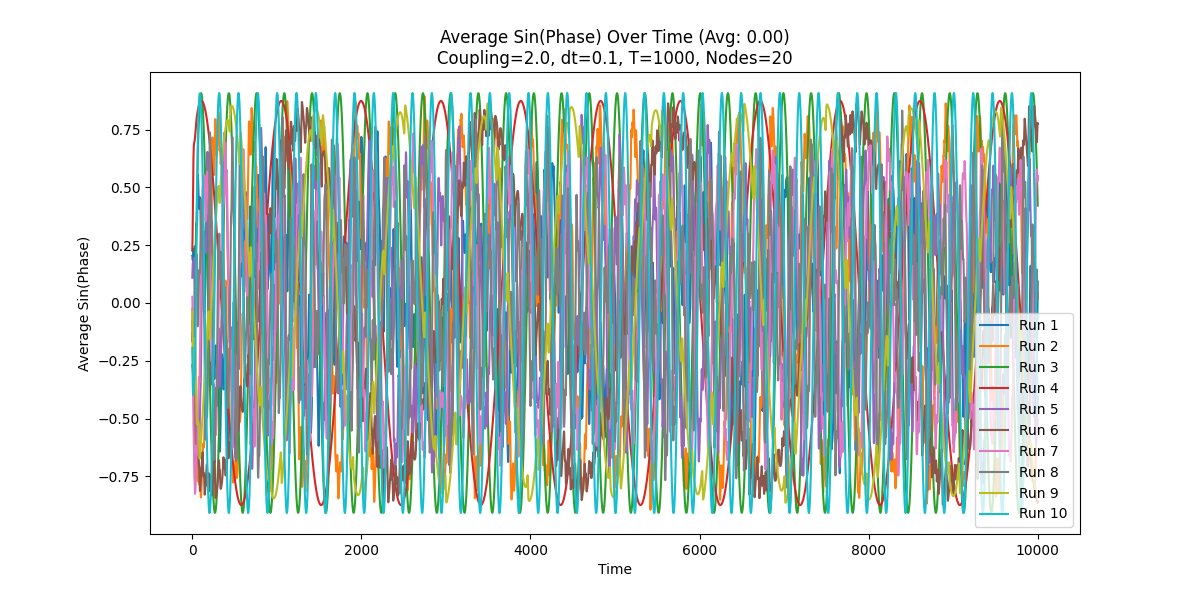 Average Sin(Phase) Over Time (Avg: 0.00)
Coupling=2.0, dt=0.1, T=1000, Nodes=20
Average Sin(Phase)
0.75
0.50
0.25
0.00
−0.25
−0.50
−0.75
0
2000
4000
6000
8000
10000
Time
Run 1
Run 2
Run 3
Run 4
Run 5
Run 6
Run 7
Run 8
Run 9
Run 10